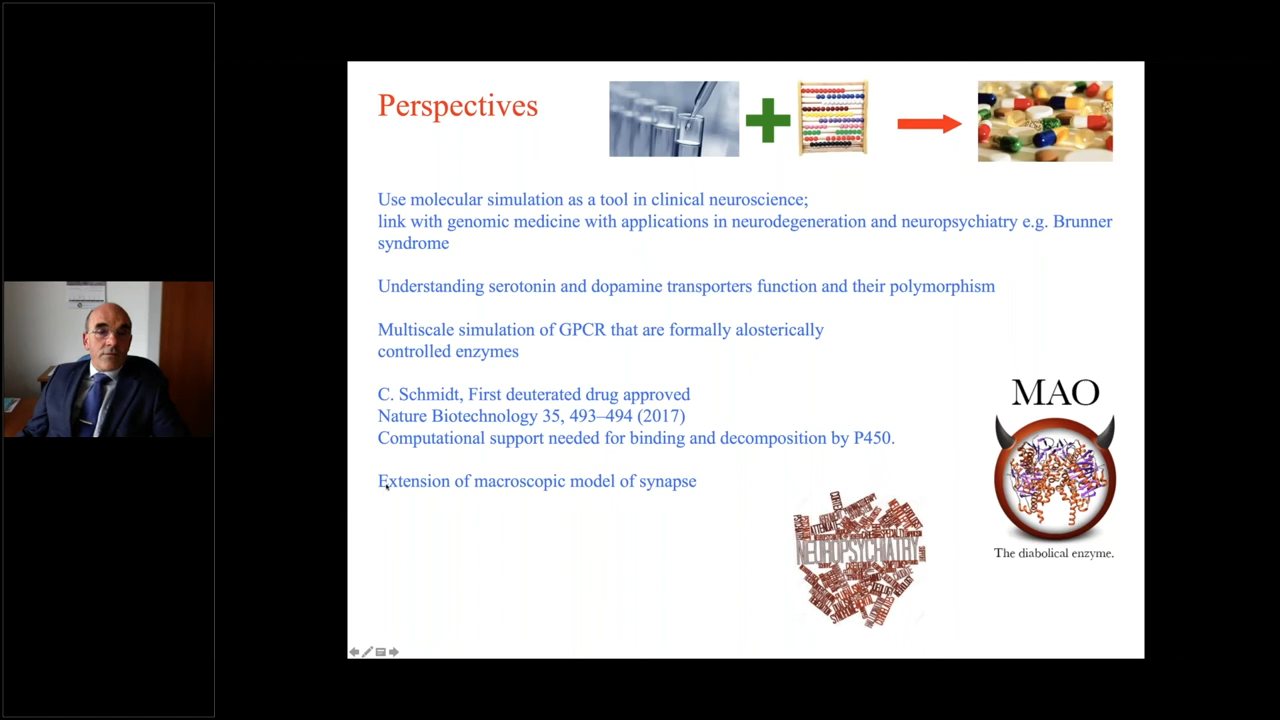 Perspectives
Use molecular simulation as a tool in clinical neuroscience;
link with genomic medicine with applications in neurodegeneration and neuropsychiatry e.g. Brunner
syndrome
Understanding serotonin and dopamine transporters function and their polymorphism
Multiscale simulation of GPCR that are formally alosterically
controlled enzymes
C. Schmidt, First deuterated drug approved
Nature Biotechnology 35, 493–494 (2017)
Computational support needed for binding and decomposition by P450.
Extension of macroscopic model of synapse
MAO
The diabolical enzyme.
NEUROPSYCHIATRY